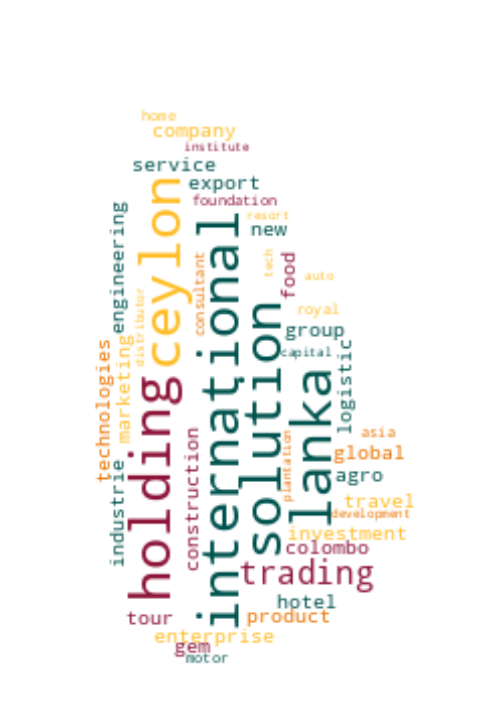 home
company
institute
service
export
foundation
resort
new
ceylon
engineering
international
consultant
tech
food
auto
distributor
royal
solution
group
capital
marketing
technologies
logistic
lanka
holding
construction
plantation
asia
global
industrie
agro
travel
development
investment
colombo
trading
hotel
tour
product
enterprise
gem
motor